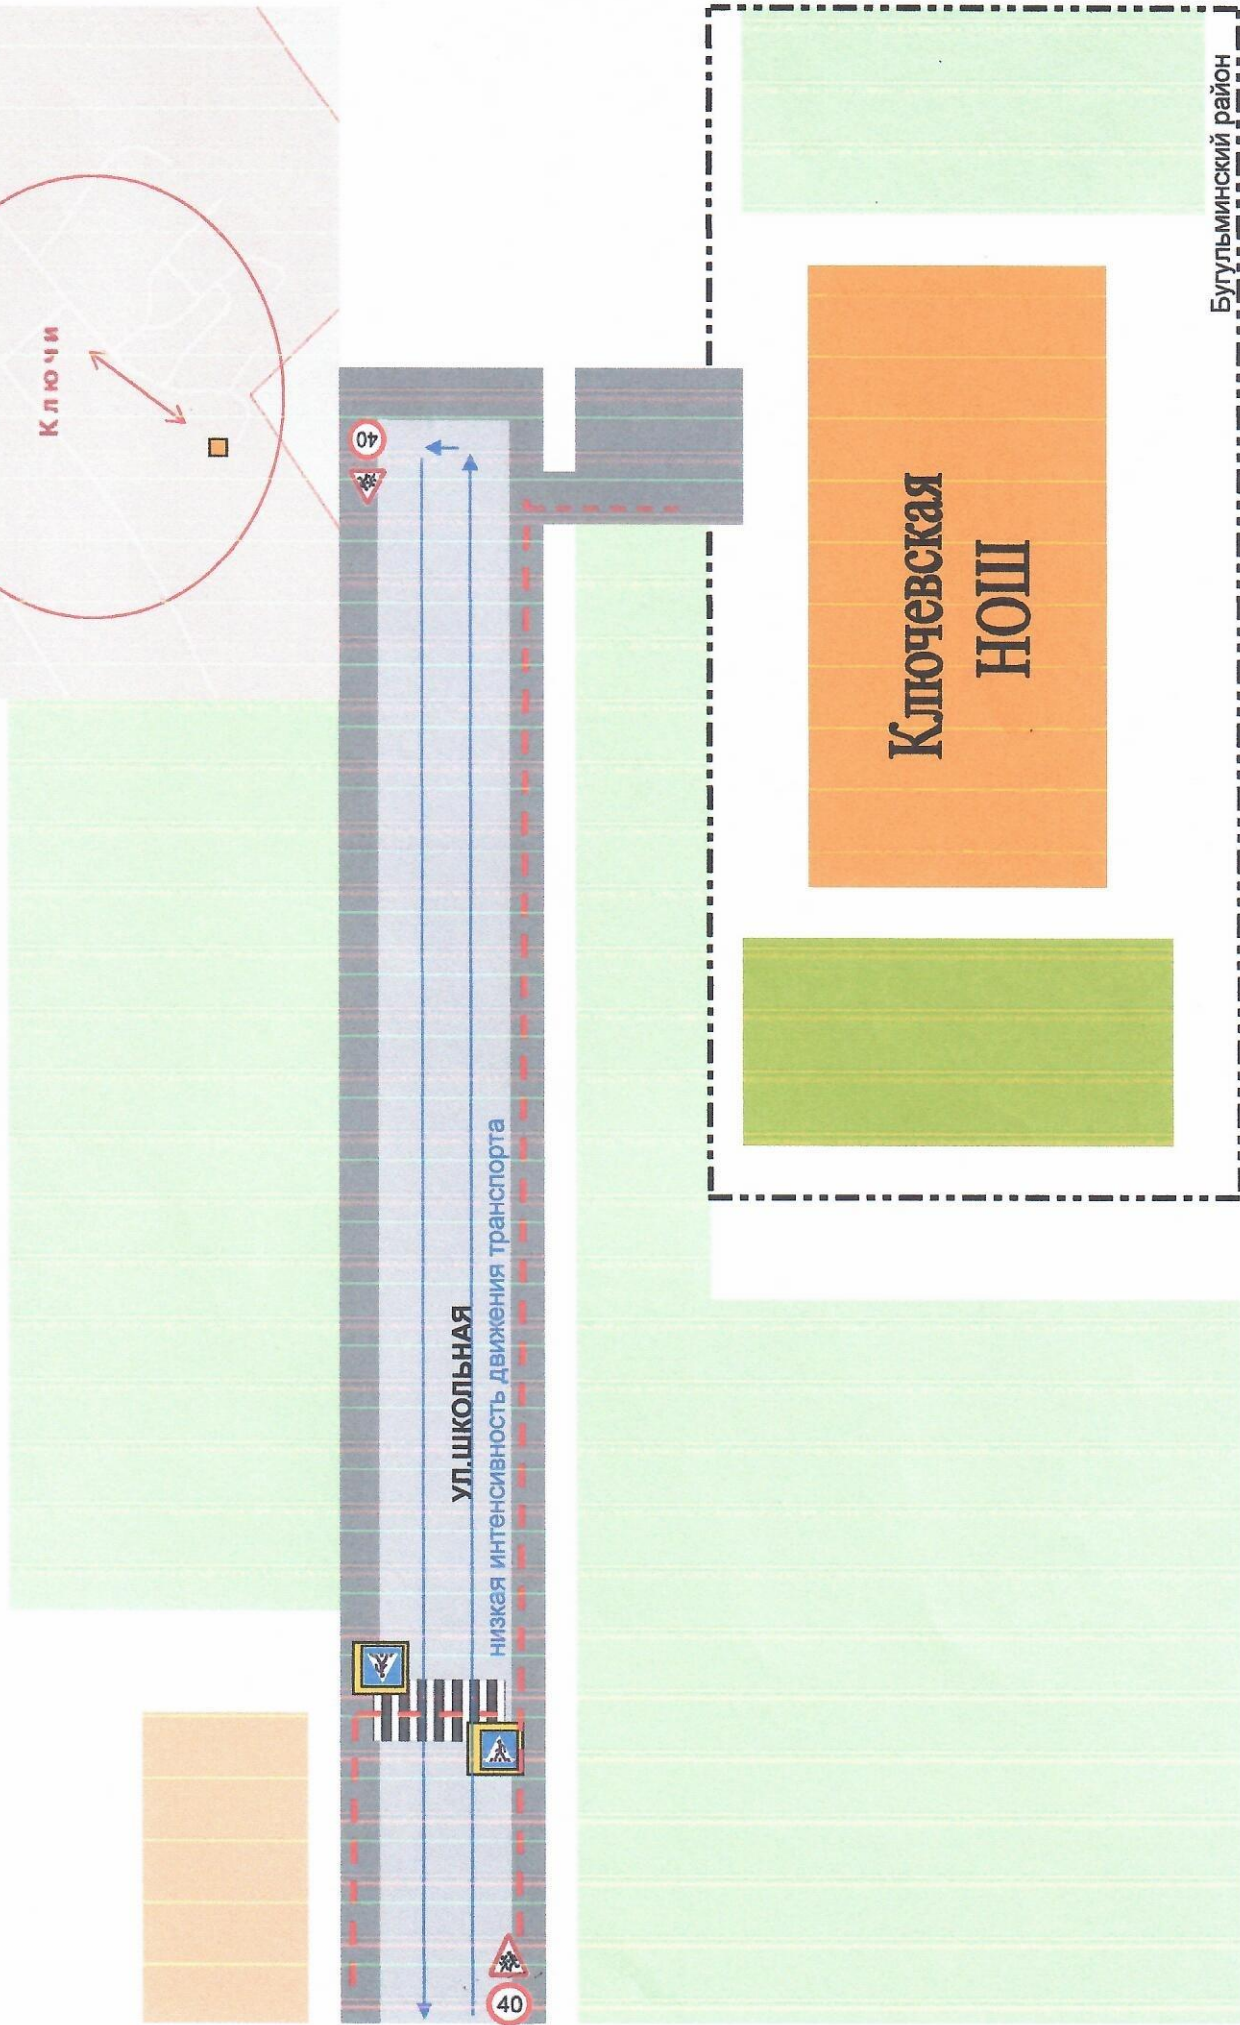 Ключи
40
Ключевская
НОШ
Бугульминский район
УЛ.ШКОЛЬНАЯ
низкая интенсивность движения транспорта
40